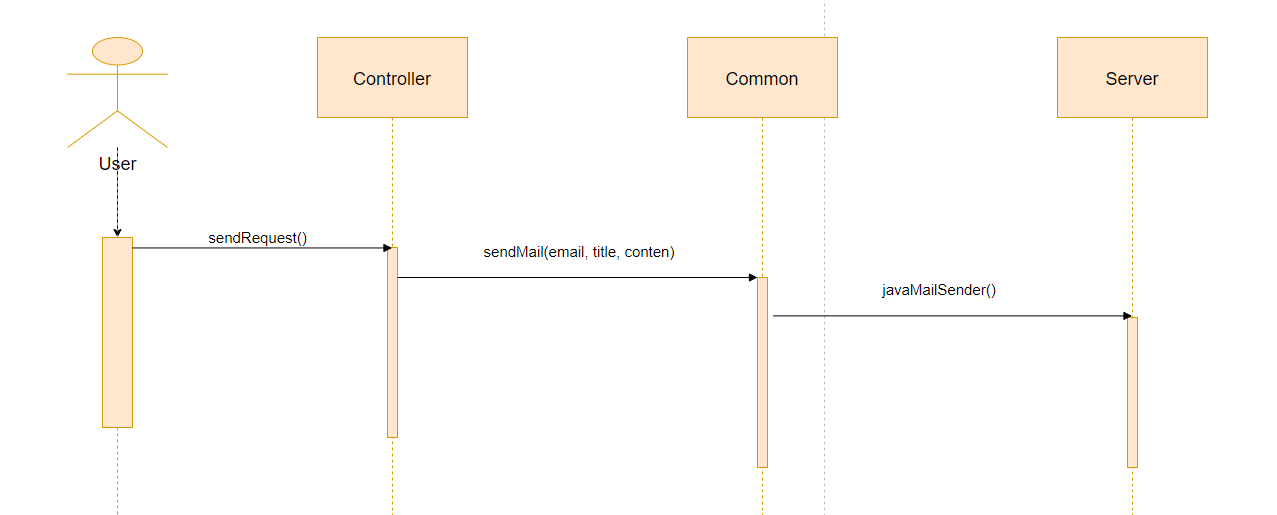 Controller
Common
Server
User
sendRequest()
sendMail(email, title, conten)
javaMailSender()